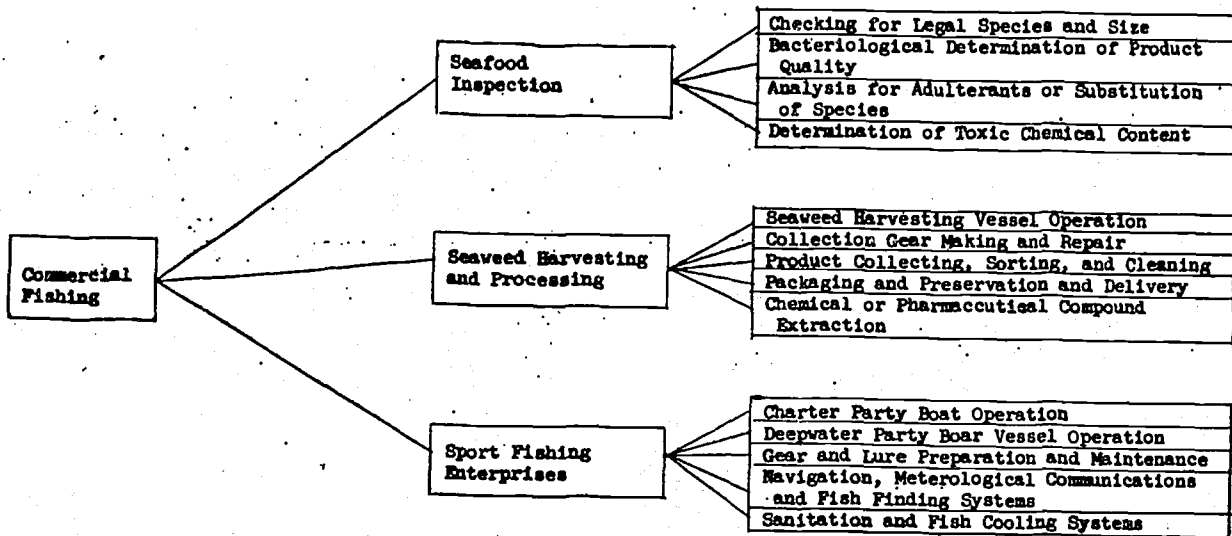 Commercial
Fishing
Seafood
Inspection
Checking for Legal Species and Size
Bacteriological Determination of Product
Quality
Analysis for Adulterants or Substitution
of Species
Determination of Toxic Chemical Content
Seaweed Harvesting
and Processing
Seaweed Harvesting Vessel Operation
Collection Gear Making and Repair
Product Collecting, Sorting, and Cleaning
Packaging and Preservation and Delivery
Chemical or Pharmaccutical Compound
Extraction
Sport Fishing
Enterprises
Charter Party Boat Operation
Deepwater Party Boar Vessel Operation
Gear and Lure Preparation and Maintenance
Navigation, Meterological Communications
and Fish Finding Systems
Sanitation and Fish Cooling Systems